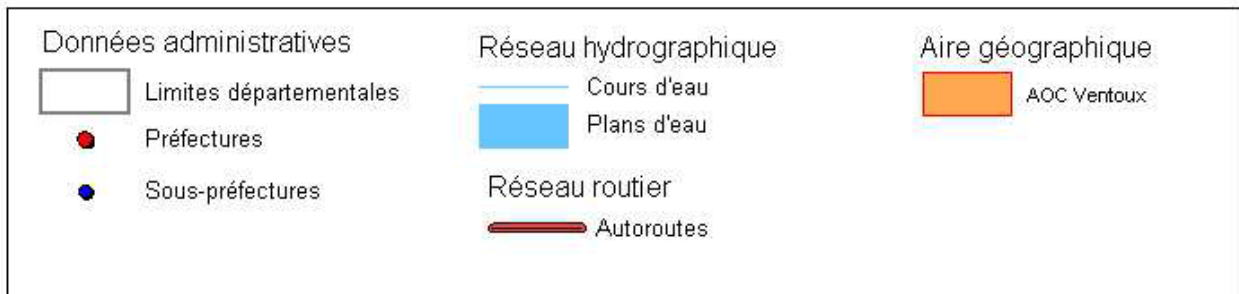 Données administratives
Limites départementales
Préfectures
Sous-préfectures
Réseau hydrographique
Cours d'eau
Plans d'eau
Réseau routier
Autoroutes
Aire géographique
AOC Ventoux